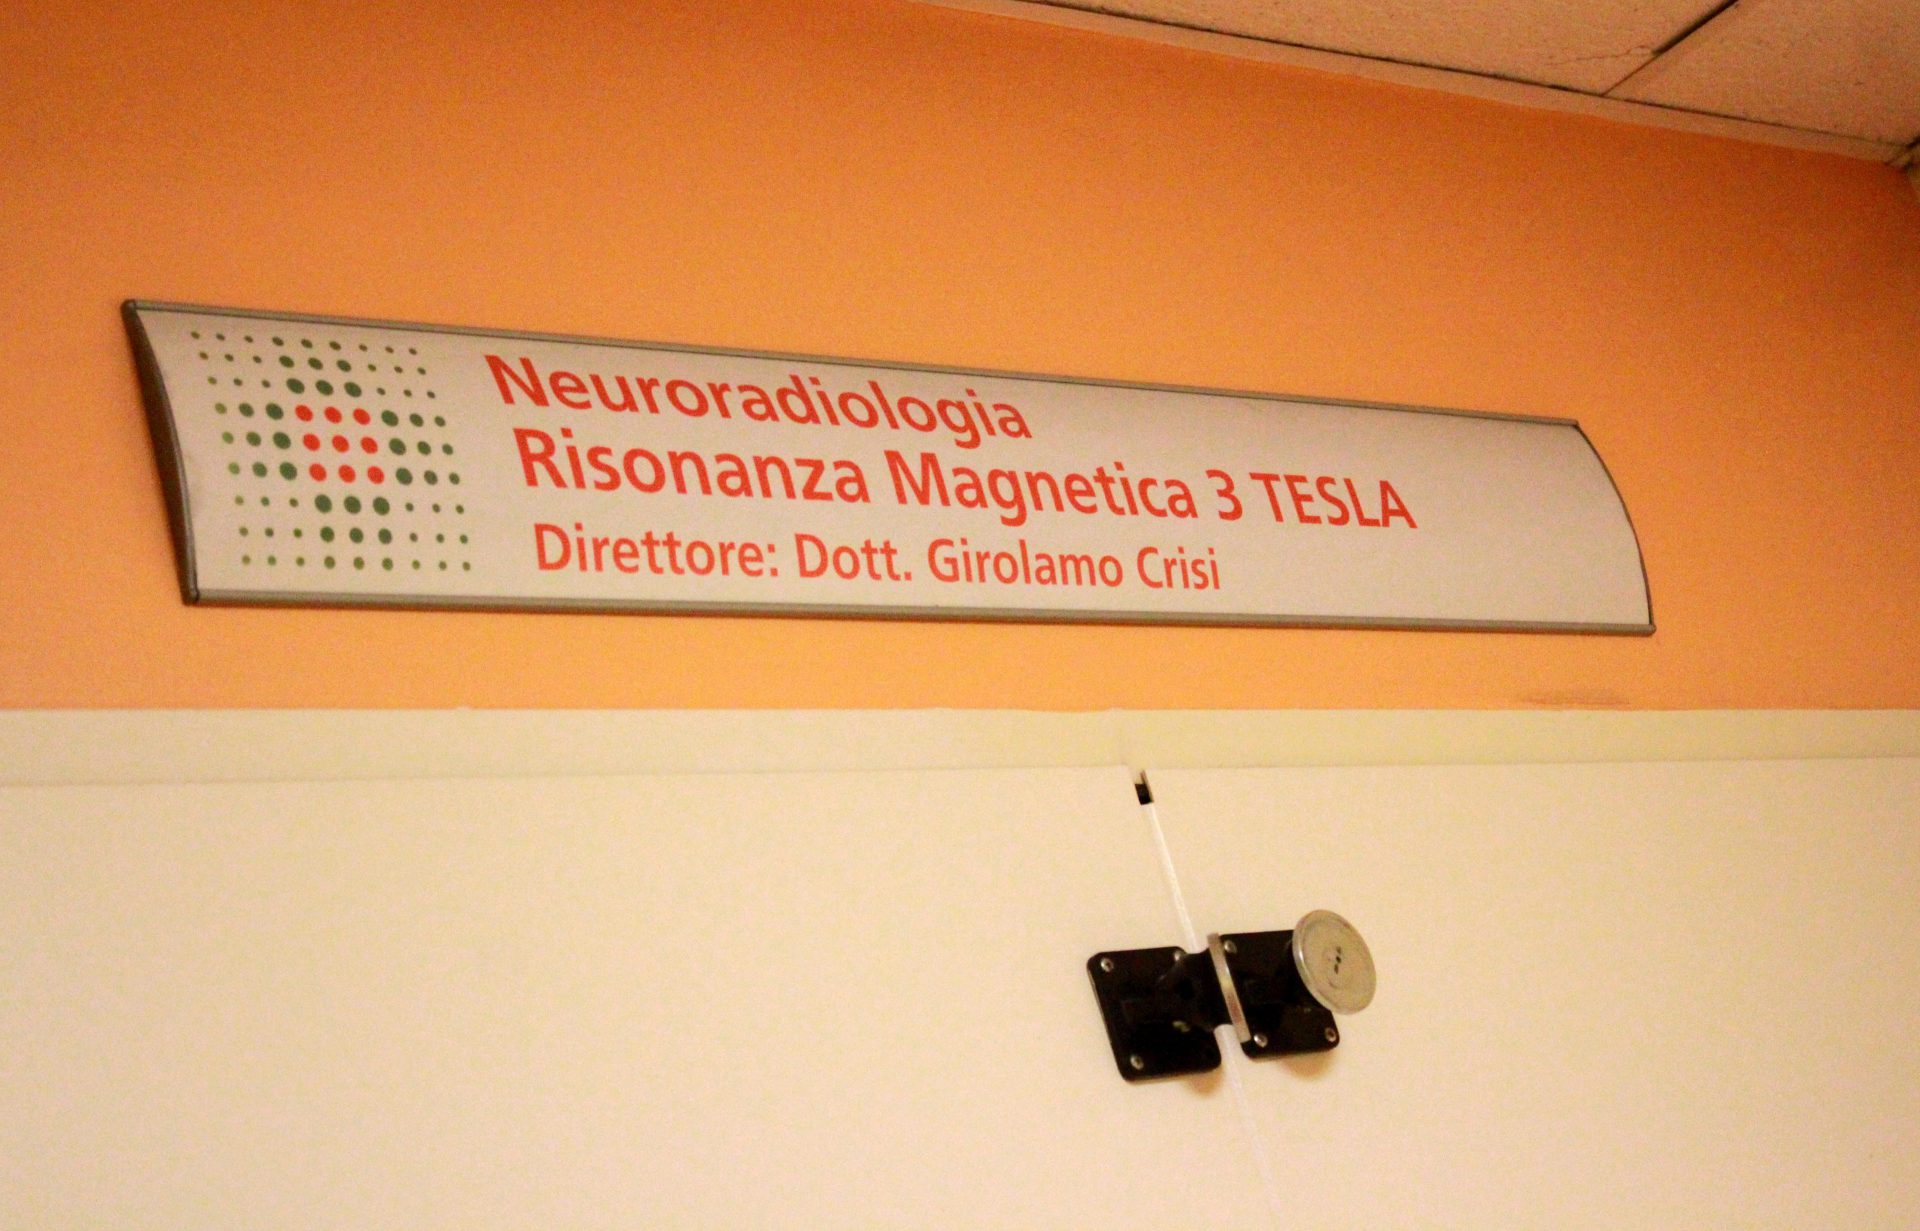 Neuroradiologia
Risonanza Magnetica 3 TESLA
Direttore: Dott. Girolamo Crisi